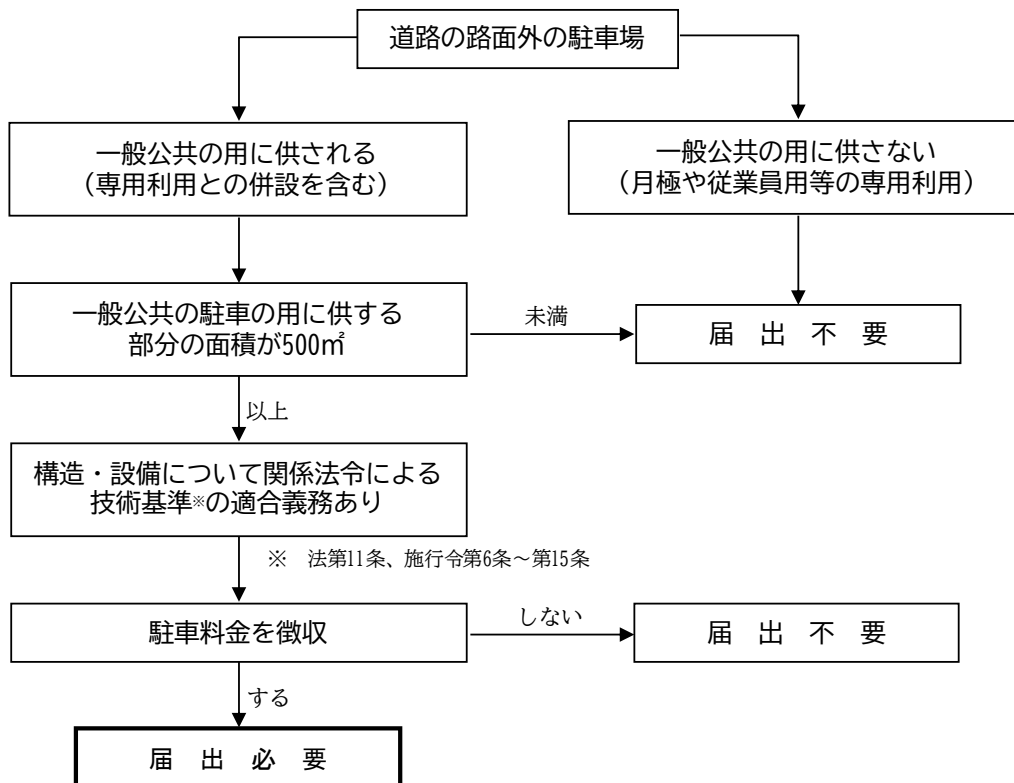 道路の路面外の駐車場
一般公共の用に供される
(専用利用との併設を含む)
一般公共の用に供さない
(月極や従業員用等の専用利用)
一般公共の駐車の用に供する
部分の面積が500㎡
未満
届 出 不 要
以上
構造・設備について関係法令による
技術基準※の適合義務あり
※ 法第11条、施行令第6条～第15条
駐車料金を徴収
しない
届 出 不 要
する
届 出 必 要